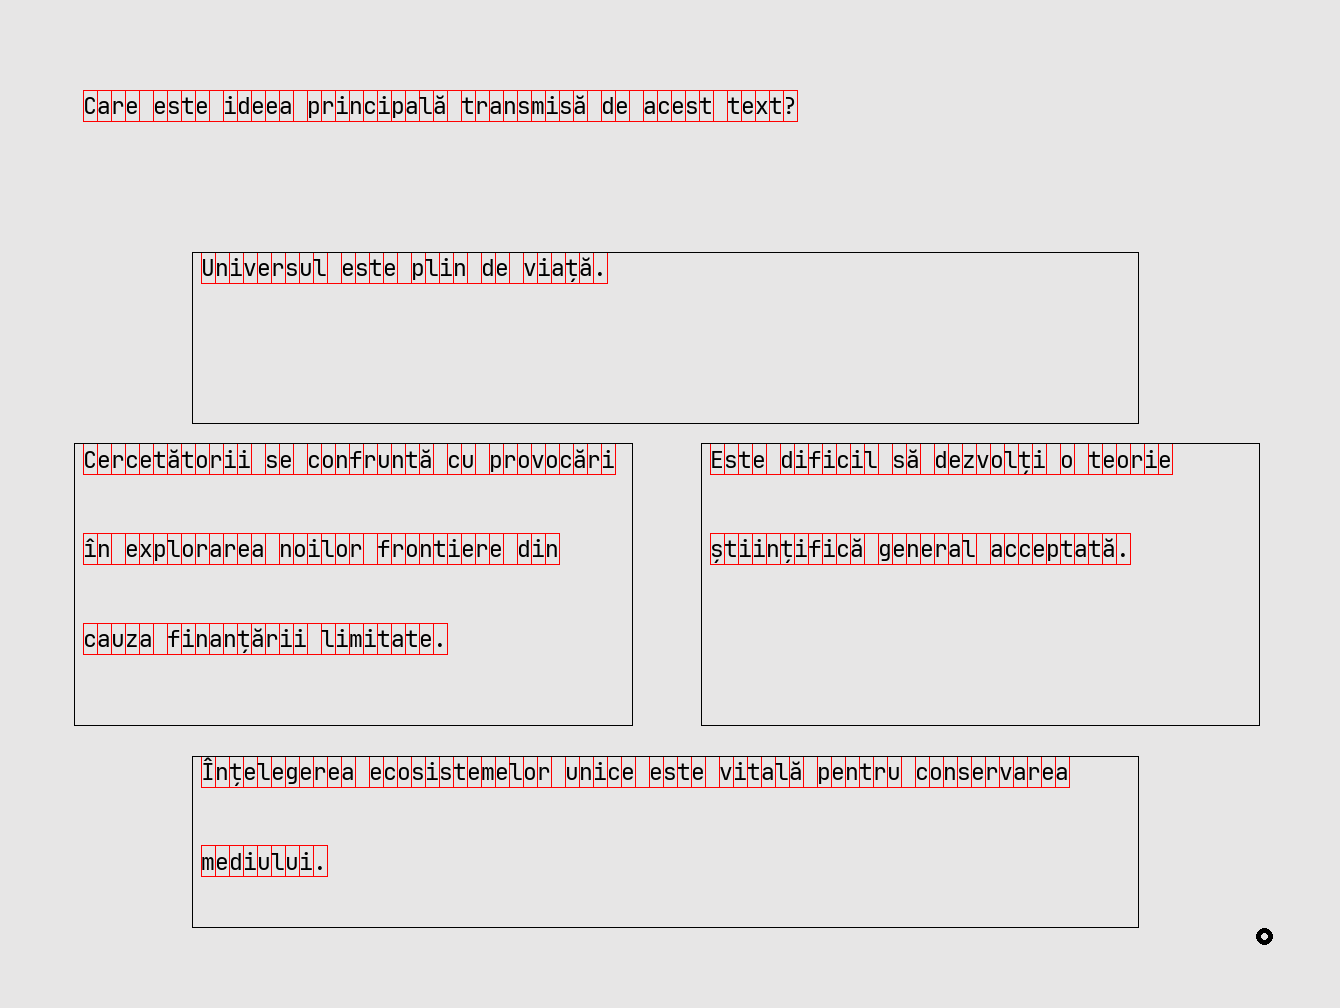 Care este ideea principală transmisă de acest text?
Universul este plin de viață.
Cercetătorii se confruntă cu provocări
în explorarea noilor frontiere din
cauza finanțării limitate.
Este dificil să dezvolți o teorie
științifică general acceptată.
Înțelegerea ecosistemelor unice este vitală pentru conservarea
mediului.